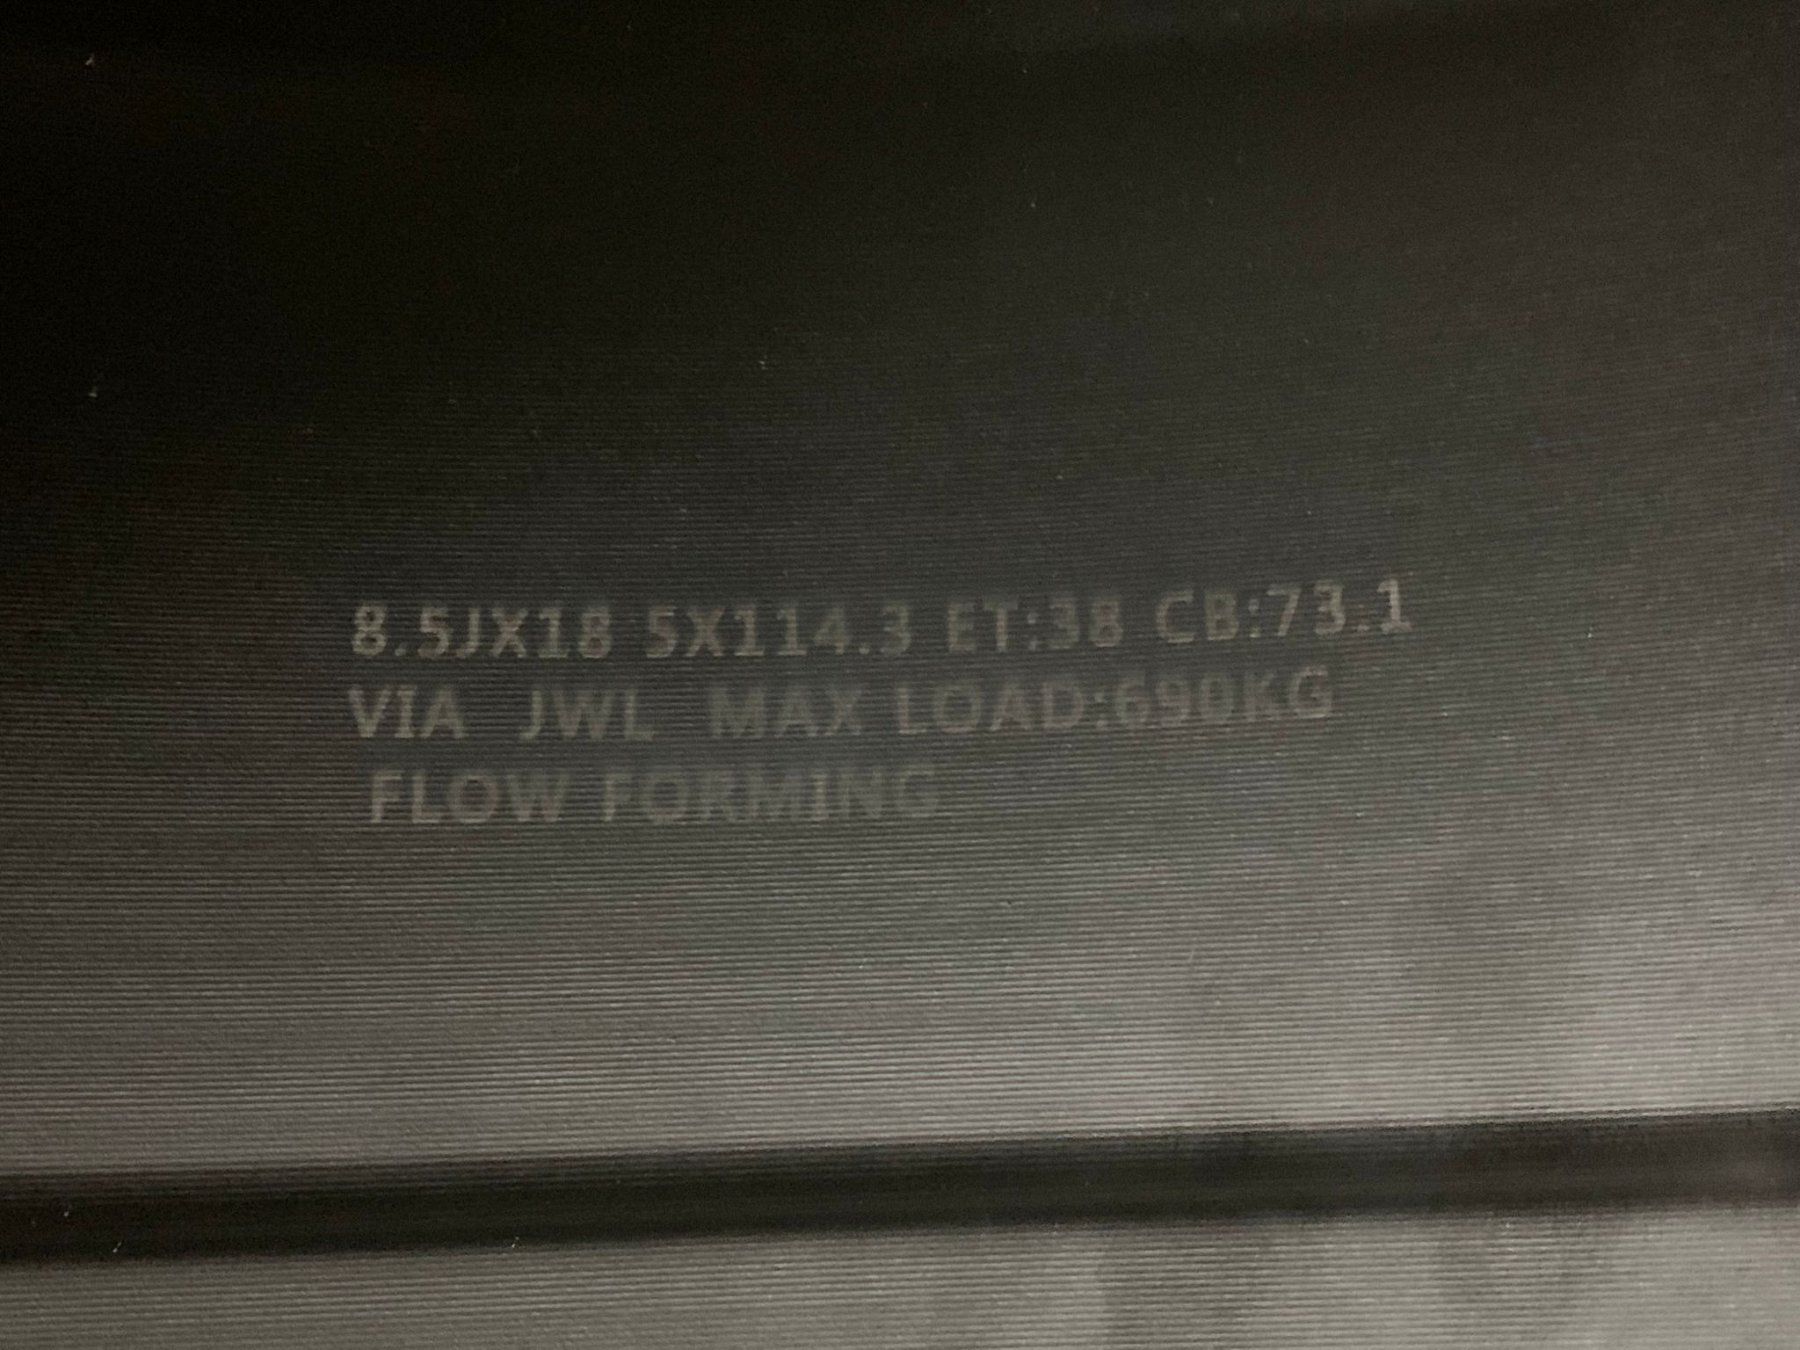 8.5JX18 5X114.3 ET:38 CB:73.1
VIA JWL MAX LOAD:690KG
FLOW FORMING